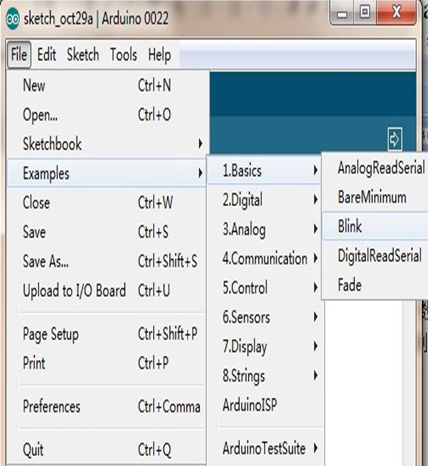 sketch_oct29a | Arduino 0022
File Edit Sketch Tools Help
New Ctrl+N
Open... Ctrl+O
Sketchbook
Examples
Close Ctrl+W
Save Ctrl+S
Save As... Ctrl+Shift+S
Upload to I/O Board Ctrl+U
Page Setup Ctrl+Shift+P
Print Ctrl+P
Preferences Ctrl+Comma
Quit Ctrl+Q
1.Basics
2.Digital
3.Analog
4.Communication
5.Control
6.Sensors
7.Display
8.Strings
ArduinoISP
ArduinoTestSuite
AnalogReadSerial
BareMinimum
Blink
DigitalReadSerial
Fade